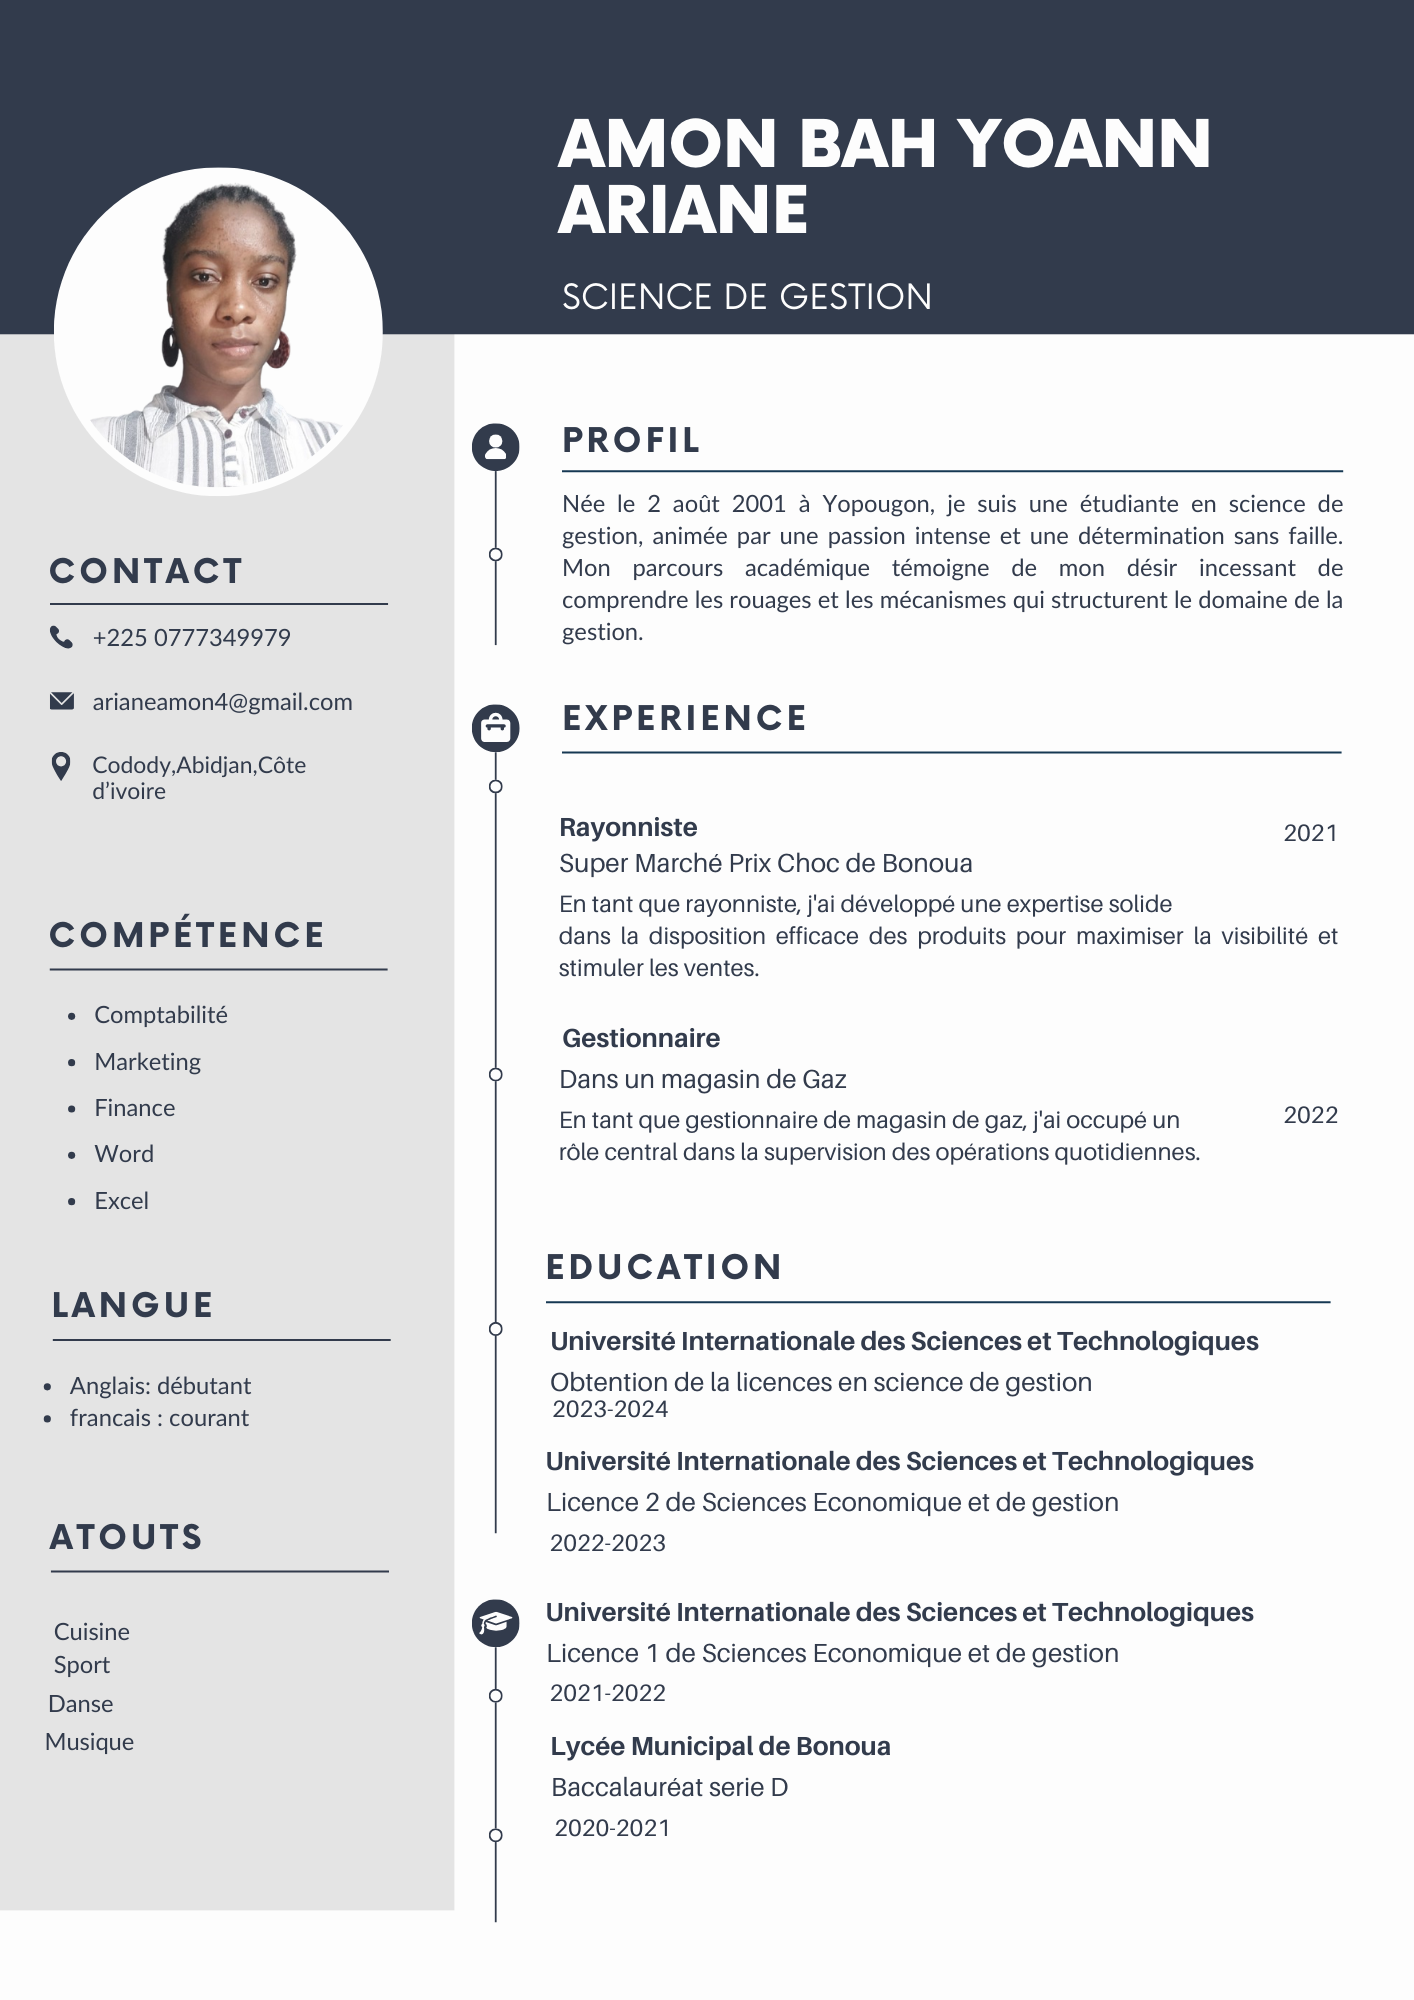 AMON BAH YOANN
ARIANE
SCIENCE DE GESTION
CONTACT
+225 0777349979
arianeamon4@gmail.com
Codody,Abidjan,Côte
d’ivoire
COMPÉTENCE
Comptabilité
Marketing
Finance
Word
Excel
LANGUE
Anglais: débutant
francais : courant
ATOUTS
Cuisine
Sport
Danse
Musique
PROFIL
Née le 2 août 2001 à Yopougon, je suis une étudiante en science de
gestion, animée par une passion intense et une détermination sans faille.
Mon parcours académique témoigne de mon désir incessant de
comprendre les rouages et les mécanismes qui structurent le domaine de la
gestion.
EXPERIENCE
Rayonniste
2021
Super Marché Prix Choc de Bonoua
En tant que rayonniste, j'ai développé une expertise solide
dans la disposition efficace des produits pour maximiser la visibilité et
stimuler les ventes.
Gestionnaire
Dans un magasin de Gaz
2022
En tant que gestionnaire de magasin de gaz, j'ai occupé un
rôle central dans la supervision des opérations quotidiennes.
EDUCATION
Université Internationale des Sciences et Technologiques
Obtention de la licences en science de gestion
2023-2024
Université Internationale des Sciences et Technologiques
Licence 2 de Sciences Economique et de gestion
2022-2023
Université Internationale des Sciences et Technologiques
Licence 1 de Sciences Economique et de gestion
2021-2022
Lycée Municipal de Bonoua
Baccalauréat serie D
2020-2021